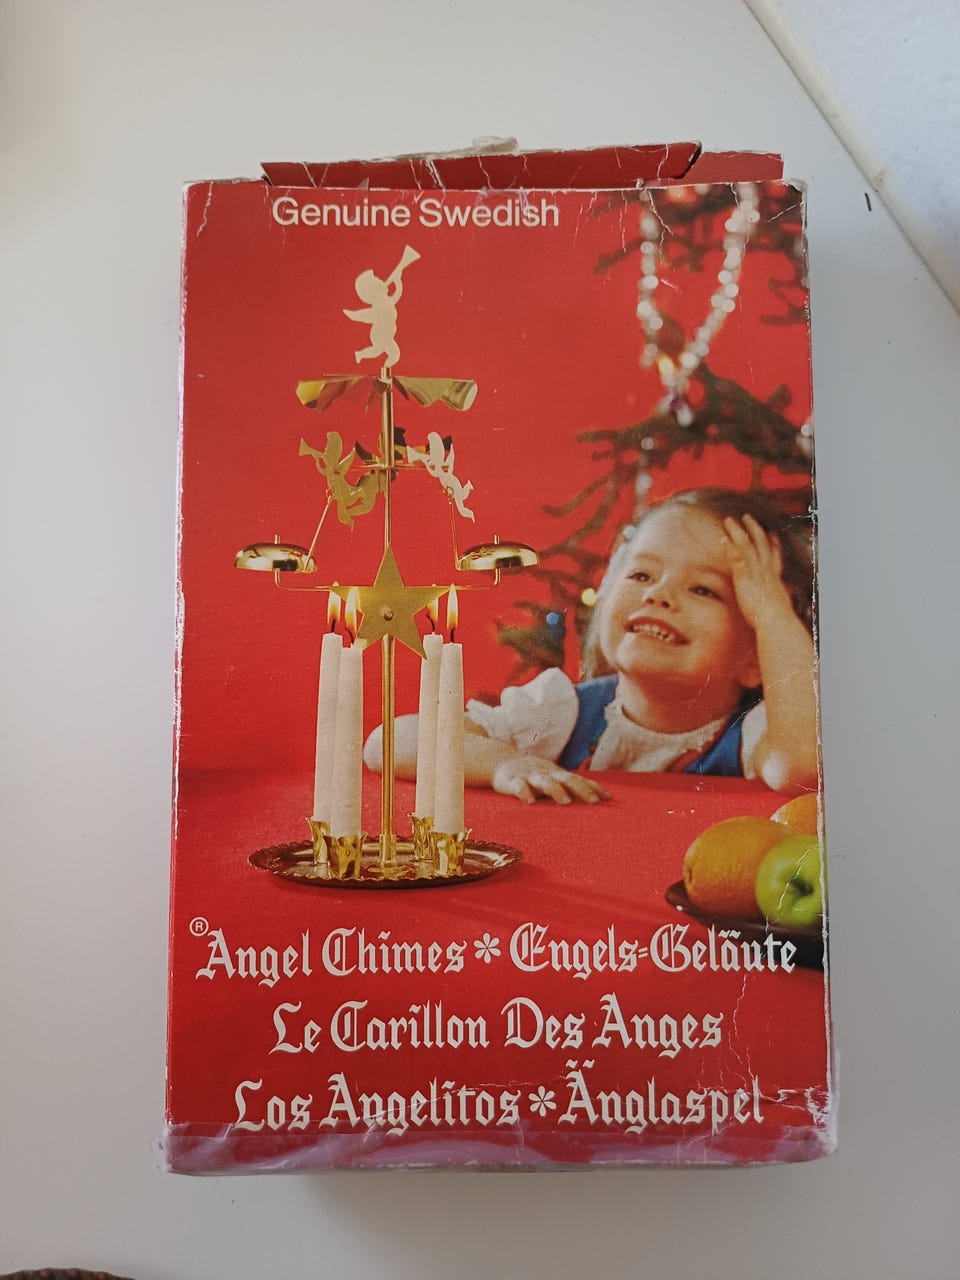 Genuine Swedish
®Angel Chimes * Engels=Geläute
Le Carillon Des Anges
Los Angelitos * Änglaspel